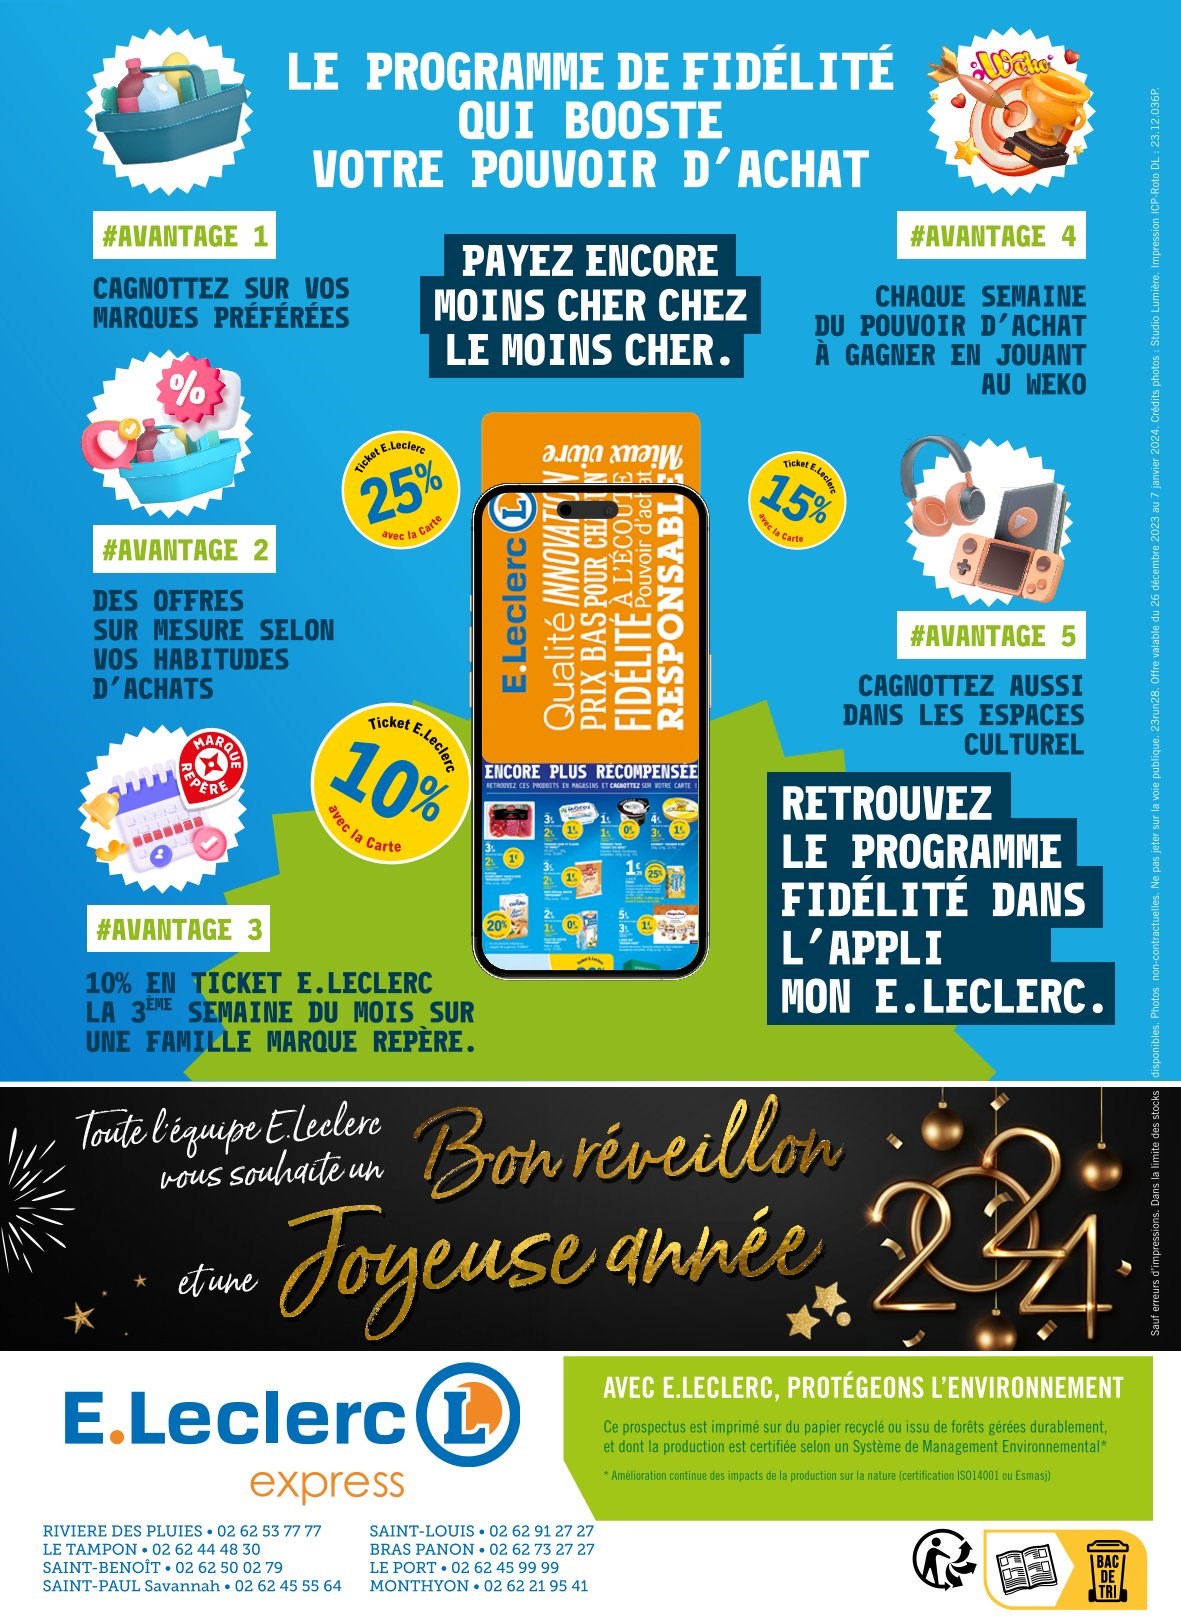 LE PROGRAMME DE FIDÉLITÉ
QUI BOOSTE
VOTRE POUVOIR D'ACHAT
#AVANTAGE 1
CAGNOTTEZ SUR VOS
MARQUES PRÉFÉRÉES
%
#AVANTAGE 2
DES OFFRES
SUR MESURE SELON
VOS HABITUDES
D'ACHATS
MARQUE
REPÈRE
#AVANTAGE 3
10% EN TICKET E.LECLERC
LA 3ÈME SEMAINE DU MOIS SUR
UNE FAMILLE MARQUE REPÈRE.
PAYEZ ENCORE
MOINS CHER CHEZ
LE MOINS CHER.
Ticket E.Leclerc
25%
avec la Carte
Ticket E.Leclerc
15%
avec la Carte
Ticket E.Leclerc
10%
avec la Carte
E.Leclerc L
Qualité INNOVATION
PRIX BAS POUR CHACUN
FIDÉLITÉ À L'ÉCOUTE
Pouvoir d'achat
RESPONSABLE
Mieux vivre
ENCORE PLUS RÉCOMPENSÉE
RETROUVEZ CES PRODUITS EN MAGASINS ET CAGNOTTEZ SUR VOTRE CARTE !
25%
20%
Weko
#AVANTAGE 4
CHAQUE SEMAINE
DU POUVOIR D'ACHAT
À GAGNER EN JOUANT
AU WEKO
#AVANTAGE 5
CAGNOTTEZ AUSSI
DANS LES ESPACES
CULTUREL
RETROUVEZ
LE PROGRAMME
FIDÉLITÉ DANS
L'APPLI
MON E.LECLERC.
Sauf erreurs d'impressions. Dans la limite des stocks disponibles. Photos non-contractuelles. Ne pas jeter sur la voie publique. 23run28. Offre valable du 26 décembre 2023 au 7 janvier 2024. Crédits photos : Studio Lumière. Impression ICP-Roto DL : 23.12.036P.
Toute l'équipe E.Leclerc
vous souhaite un
Bon réveillon
et une
Joyeuse année
2024
E.Leclerc L
express
RIVIERE DES PLUIES • 02 62 53 77 77
LE TAMPON • 02 62 44 48 30
SAINT-BENOÎT • 02 62 50 02 79
SAINT-PAUL Savannah • 02 62 45 55 64
SAINT-LOUIS • 02 62 91 27 27
BRAS PANON • 02 62 73 27 27
LE PORT • 02 62 45 99 99
MONTHYON • 02 62 21 95 41
AVEC E.LECLERC, PROTÉGEONS L'ENVIRONNEMENT
Ce prospectus est imprimé sur du papier recyclé ou issu de forêts gérées durablement,
et dont la production est certifiée selon un Système de Management Environnemental*
* Amélioration continue des impacts de la production sur la nature (certification ISO14001 ou Esmasj)
BAC
DE
TRI